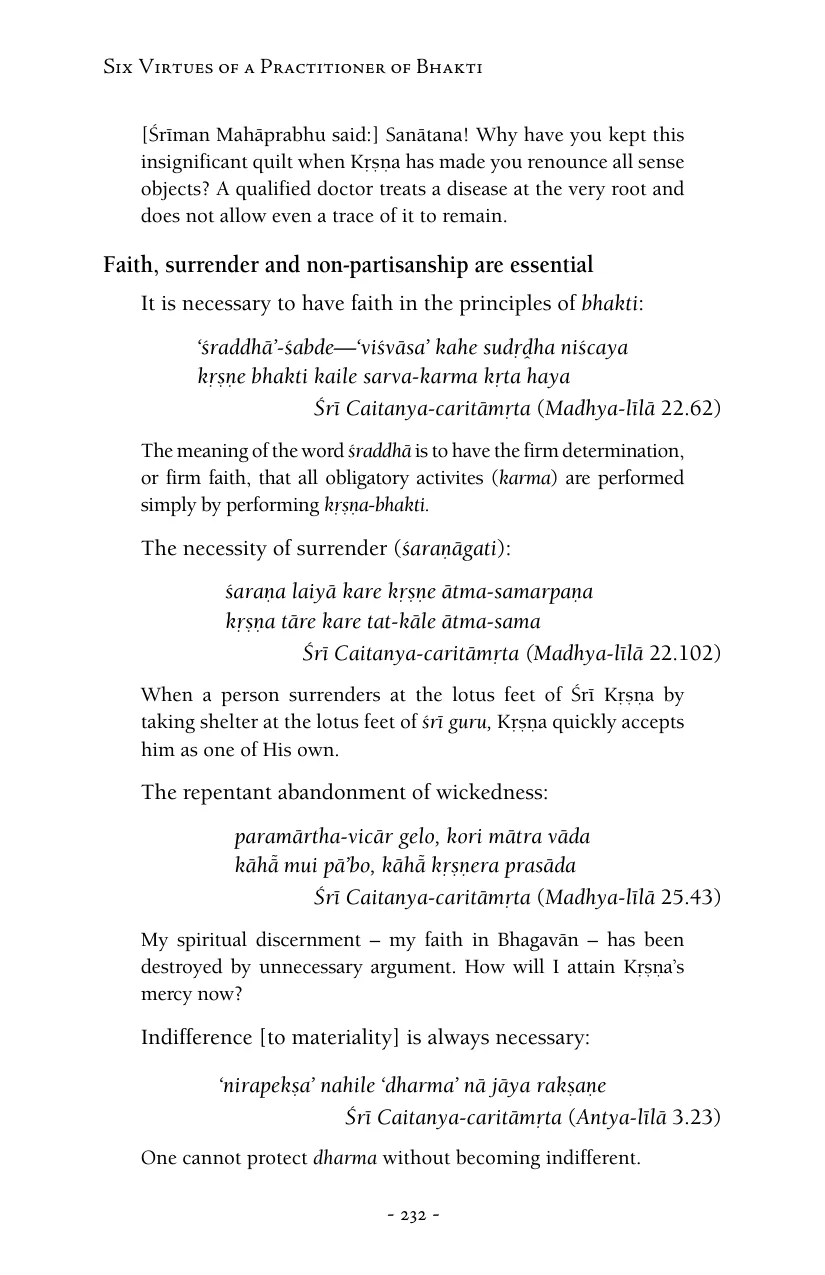 Six Virtues of a Practitioner of Bhakti
[Śrīman Mahāprabhu said:] Sanātana! Why have you kept this
insignificant quilt when Kṛṣṇa has made you renounce all sense
objects? A qualified doctor treats a disease at the very root and
does not allow even a trace of it to remain.
Faith, surrender and non-partisanship are essential
It is necessary to have faith in the principles of bhakti:
‘śraddhā’-śabde—‘viśvāsa’ kahe sudṛḍha niścaya
kṛṣṇe bhakti kaile sarva-karma kṛta haya
Śrī Caitanya-caritāmṛta (Madhya-līlā 22.62)
The meaning of the word śraddhā is to have the firm determination,
or firm faith, that all obligatory activites (karma) are performed
simply by performing kṛṣṇa-bhakti.
The necessity of surrender (śaraṇāgati):
śaraṇa laiyā kare kṛṣṇe ātma-samarpaṇa
kṛṣṇa tāre kare tat-kāle ātma-sama
Śrī Caitanya-caritāmṛta (Madhya-līlā 22.102)
When a person surrenders at the lotus feet of Śrī Kṛṣṇa by
taking shelter at the lotus feet of śrī guru, Kṛṣṇa quickly accepts
him as one of His own.
The repentant abandonment of wickedness:
paramārtha-vicār gelo, kori mātra vāda
kāhā̃ mui pā’bo, kāhā̃ kṛṣṇera prasāda
Śrī Caitanya-caritāmṛta (Madhya-līlā 25.43)
My spiritual discernment – my faith in Bhagavān – has been
destroyed by unnecessary argument. How will I attain Kṛṣṇa’s
mercy now?
Indifference [to materiality] is always necessary:
‘nirapekṣa’ nahile ‘dharma’ nā jāya rakṣaṇe
Śrī Caitanya-caritāmṛta (Antya-līlā 3.23)
One cannot protect dharma without becoming indifferent.
- 232 -